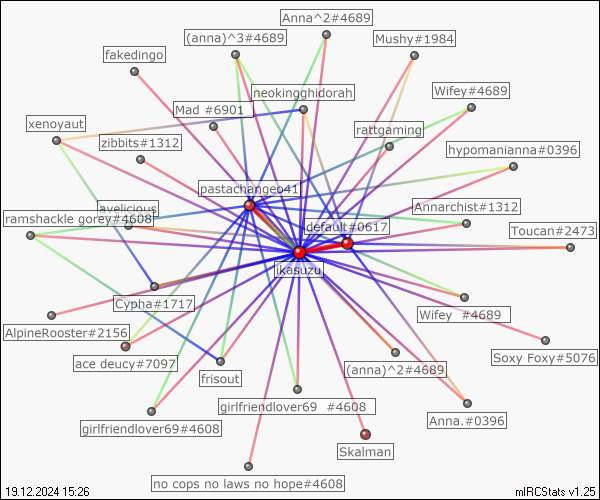 Anna^2#4689
(anna)^3#4689
Mushy#1984
fakedingo
neokingghidorah
Wifey#4689
Mad #6901
xenoyaut
rattgaming
zibbits#1312
hypomanianna#0396
pastachangeo41
avelicious
Annarchist#1312
ramshackle gorey#4608
default#0617
Toucan#2473
ikasuzu
Cypha#1717
Wifey #4689
AlpineRooster#2156
Soxy Foxy#5076
ace deucy#7097
(anna)^2#4689
frisout
girlfriendlover69 #4608
Anna.#0396
girlfriendlover69#4608
Skalman
no cops no laws no hope#4608
19.12.2024 15:26
mIRCStats v1.25